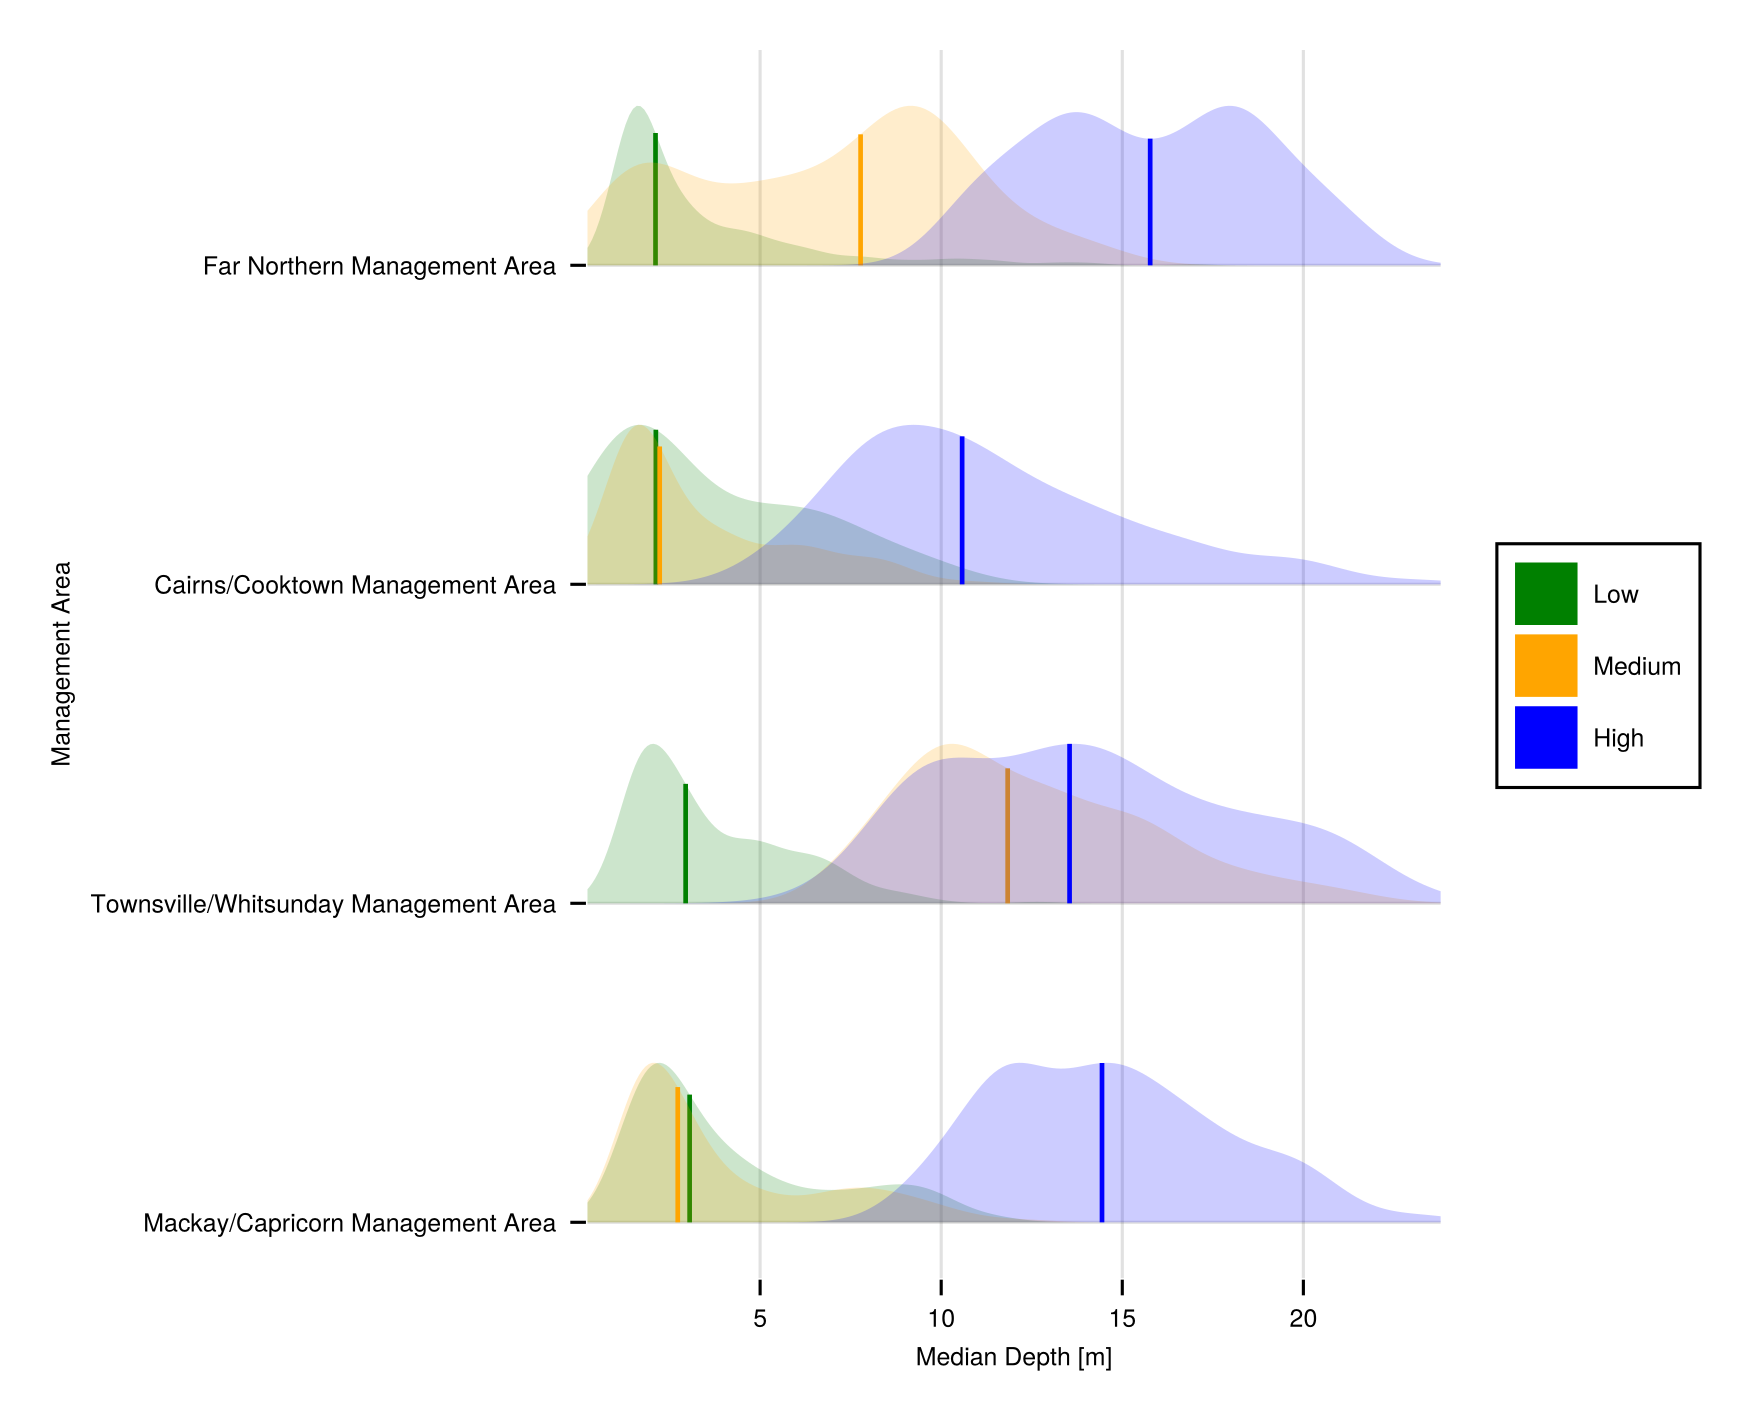 Far Northern Management Area
Cairns/Cooktown Management Area
Townsville/Whitsunday Management Area
Mackay/Capricorn Management Area
Management Area
5
10
15
20
Median Depth [m]
Low
Medium
High